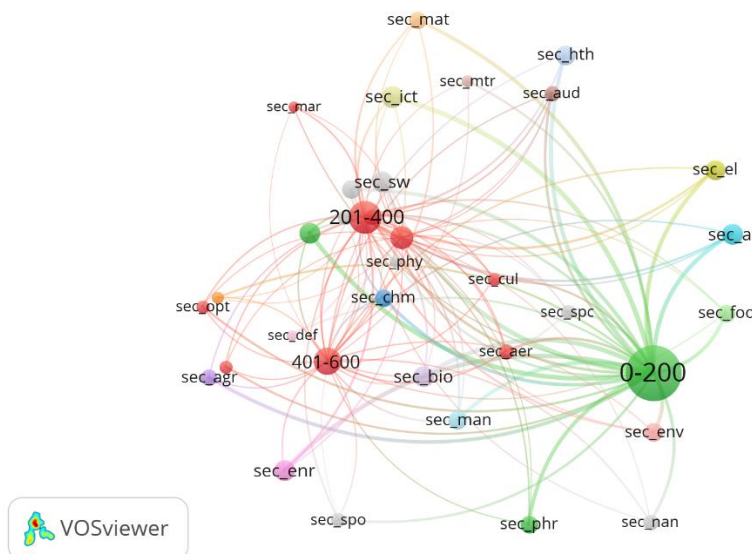 sec_mat
sec_hth
sec_mtr
sec_ict
sec_aud
sec_mar
sec_el
sec_sw
201-400
sec_a
sec_phy
sec_cul
sec_chm
sec_opt
sec_spc
sec_foo
sec_def
401-600
sec_aer
0-200
sec_agr
sec_bio
sec_man
sec_env
sec_enr
sec_spo
sec_phr
sec_nan
VOSviewer